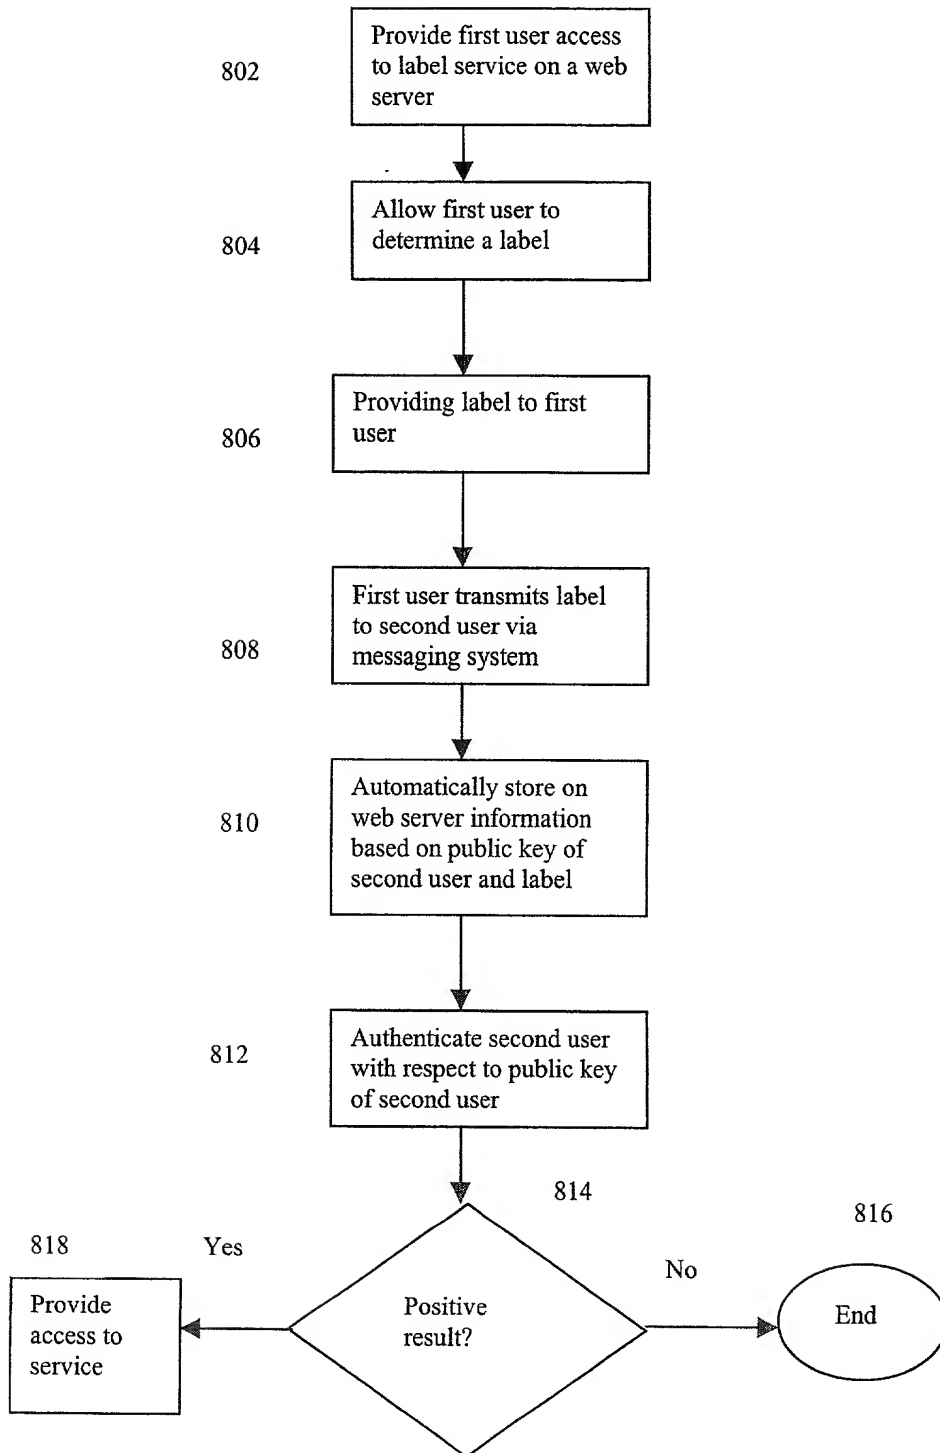 802
Provide first user access
to label service on a web
server
804
Allow first user to
determine a label
806
Providing label to first
user
808
First user transmits label
to second user via
messaging system
810
Automatically store on
web server information
based on public key of
second user and label
812
Authenticate second user
with respect to public key
of second user
814
Positive
result?
Yes
818
Provide
access to
service
No
816
End